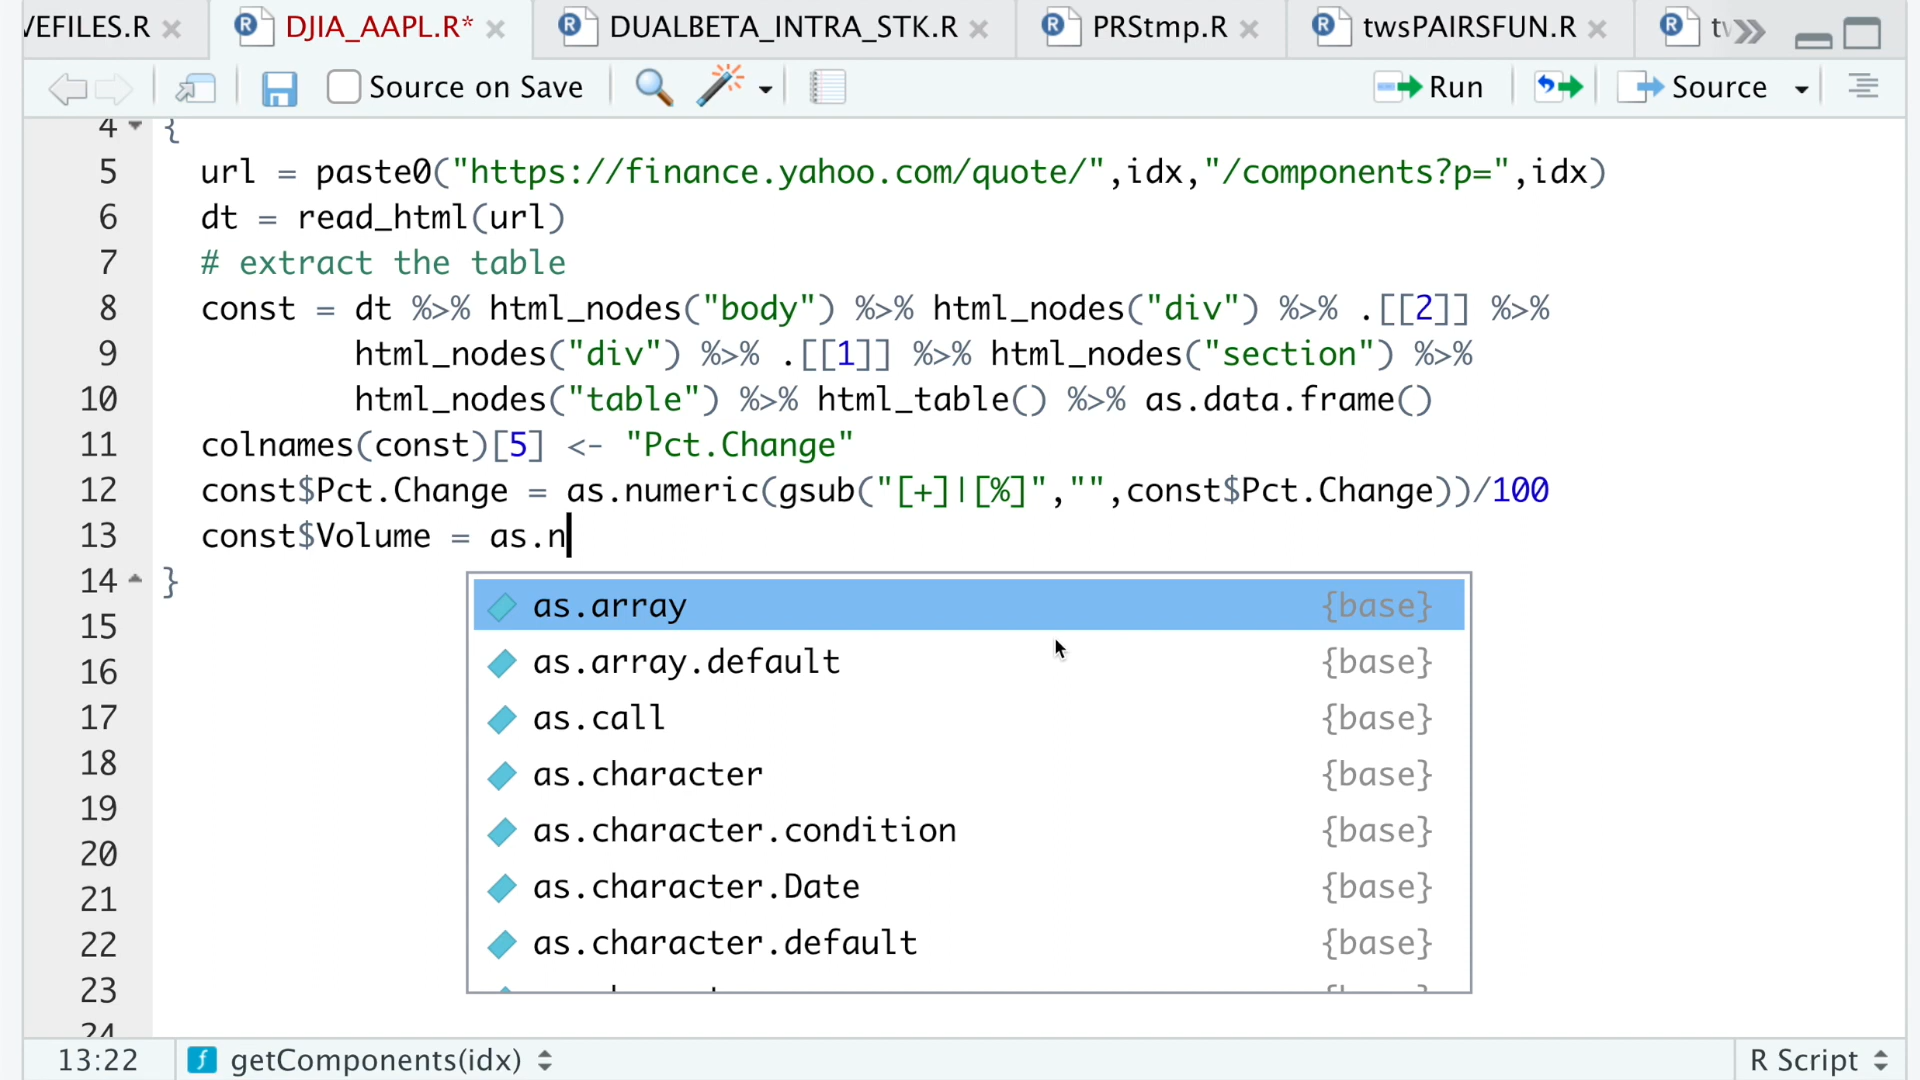 VEFILES.R DJIA_AAPL.R* DUALBETA_INTRA_STK.R PRStmp.R twsPAIRSFUN.R
Source on Save Run Source
4 {
5 url = paste0("https://finance.yahoo.com/quote/",idx,"/components?p=",idx)
6 dt = read_html(url)
7 # extract the table
8 const = dt %>% html_nodes("body") %>% html_nodes("div") %>% .[[2]] %>%
9 html_nodes("div") %>% .[[1]] %>% html_nodes("section") %>%
10 html_nodes("table") %>% html_table() %>% as.data.frame()
11 colnames(const)[5] <- "Pct.Change"
12 const$Pct.Change = as.numeric(gsub("[+]|[%]","",const$Pct.Change))/100
13 const$Volume = as.n
14 }
as.array {base}
15
as.array.default {base}
16
as.call {base}
17
as.character {base}
18
19
as.character.condition {base}
20
as.character.Date {base}
21
as.character.default {base}
22
23
24
13:22 getComponents(idx) R Script